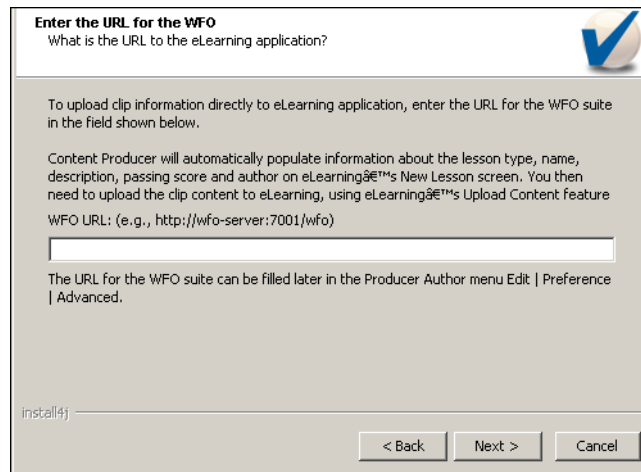 Enter the URL for the WFO
What is the URL to the eLearning application?
To upload clip information directly to eLearning application, enter the URL for the WFO suite
in the field shown below.
Content Producer will automatically populate information about the lesson type, name,
description, passing score and author on eLearningâ€™s New Lesson screen. You then
need to upload the clip content to eLearning, using eLearningâ€™s Upload Content feature
WFO URL: (e.g., http://wfo-server:7001/wfo)
The URL for the WFO suite can be filled later in the Producer Author menu Edit | Preference
| Advanced.
install4j
< Back Next > Cancel